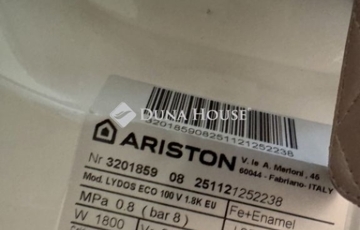 3201859082511212522​38
DUNA HOUSE
ARISTON
V. le A. Merloni, 45
60044 - Fabriano- ITALY
Nr 3201859 08 251121252238
Mod. LYDOS ECO 100 V 1.8K EU
MPa 0.8 (bar 8)
Fe+Enamel
W 1800